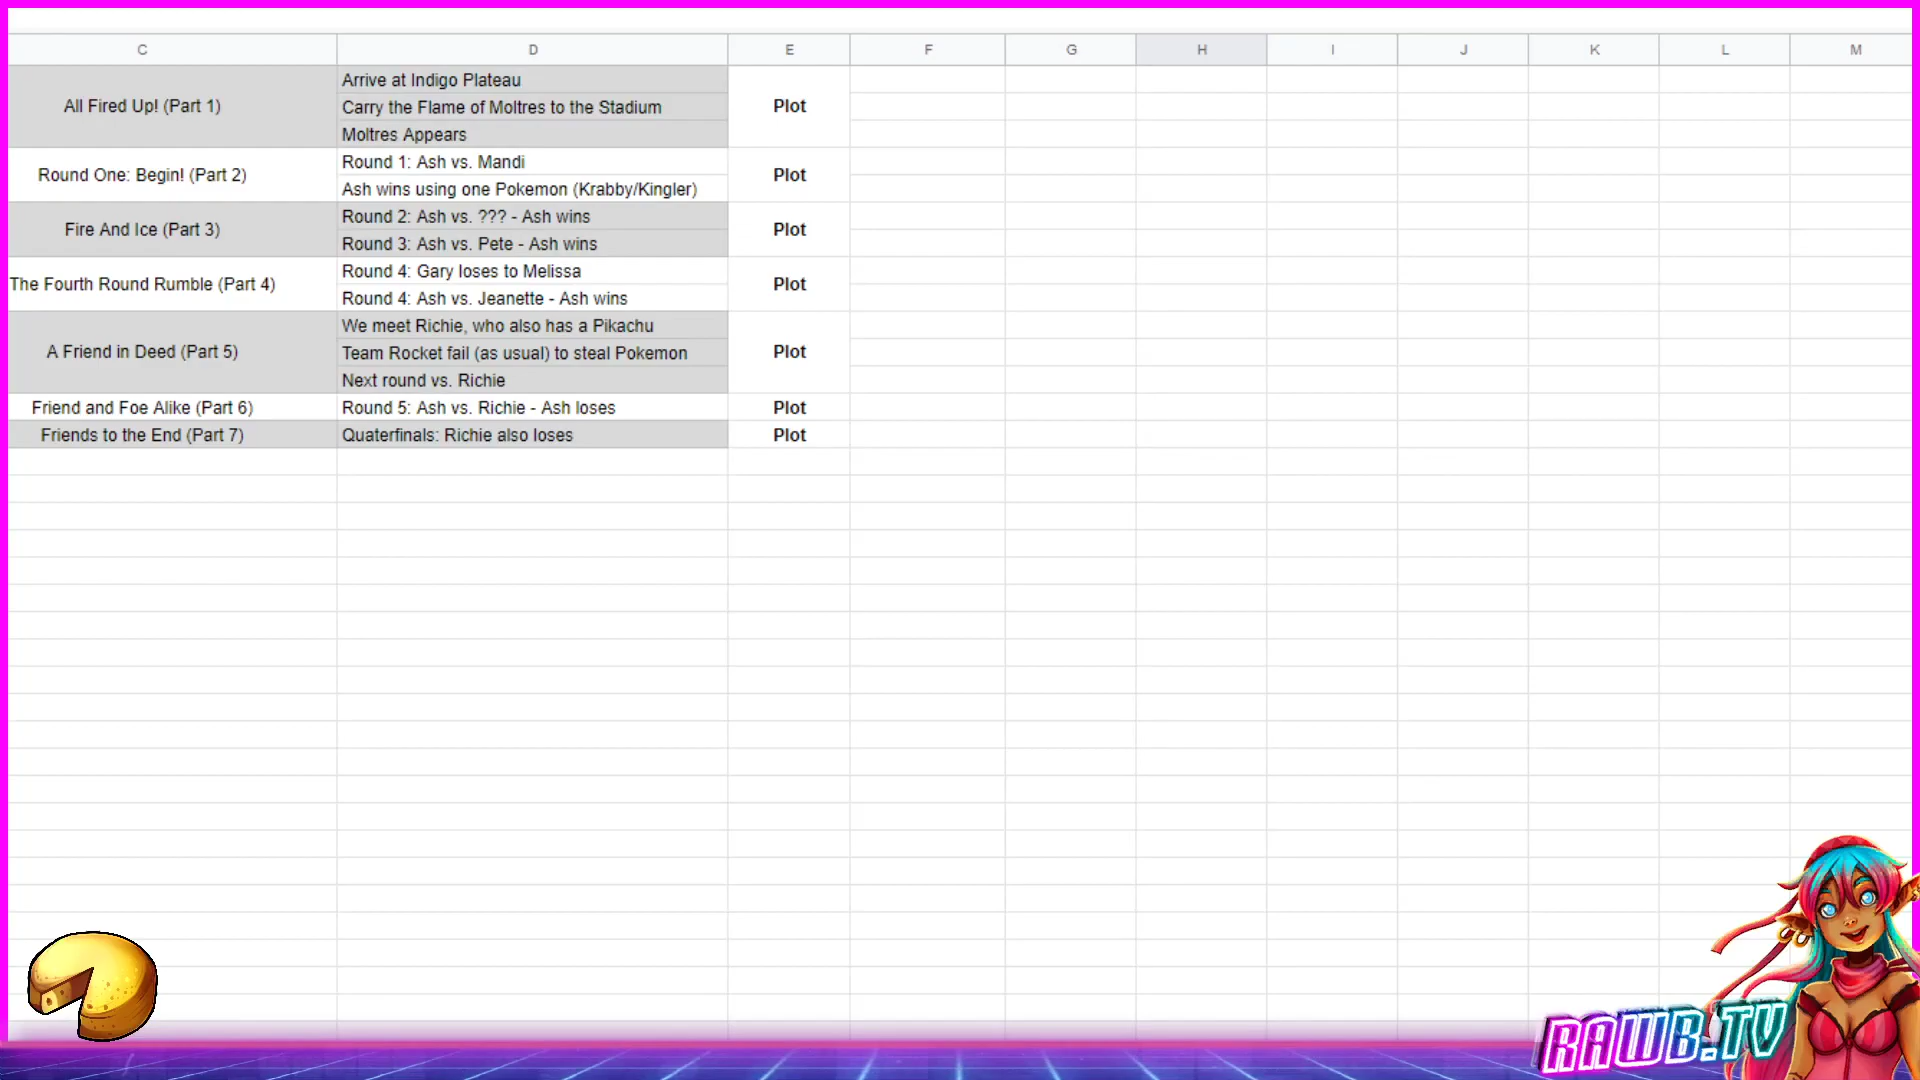 C D E F G H I J K L M
All Fired Up! (Part 1)
Arrive at Indigo Plateau
Carry the Flame of Moltres to the Stadium
Moltres Appears
Plot
Round One: Begin! (Part 2)
Round 1: Ash vs. Mandi
Ash wins using one Pokemon (Krabby/Kingler)
Plot
Fire And Ice (Part 3)
Round 2: Ash vs. ??? - Ash wins
Round 3: Ash vs. Pete - Ash wins
Plot
The Fourth Round Rumble (Part 4)
Round 4: Gary loses to Melissa
Round 4: Ash vs. Jeanette - Ash wins
Plot
A Friend in Deed (Part 5)
We meet Richie, who also has a Pikachu
Team Rocket fail (as usual) to steal Pokemon
Next round vs. Richie
Plot
Friend and Foe Alike (Part 6)
Round 5: Ash vs. Richie - Ash loses
Plot
Friends to the End (Part 7)
Quaterfinals: Richie also loses
Plot
RAWB.TV